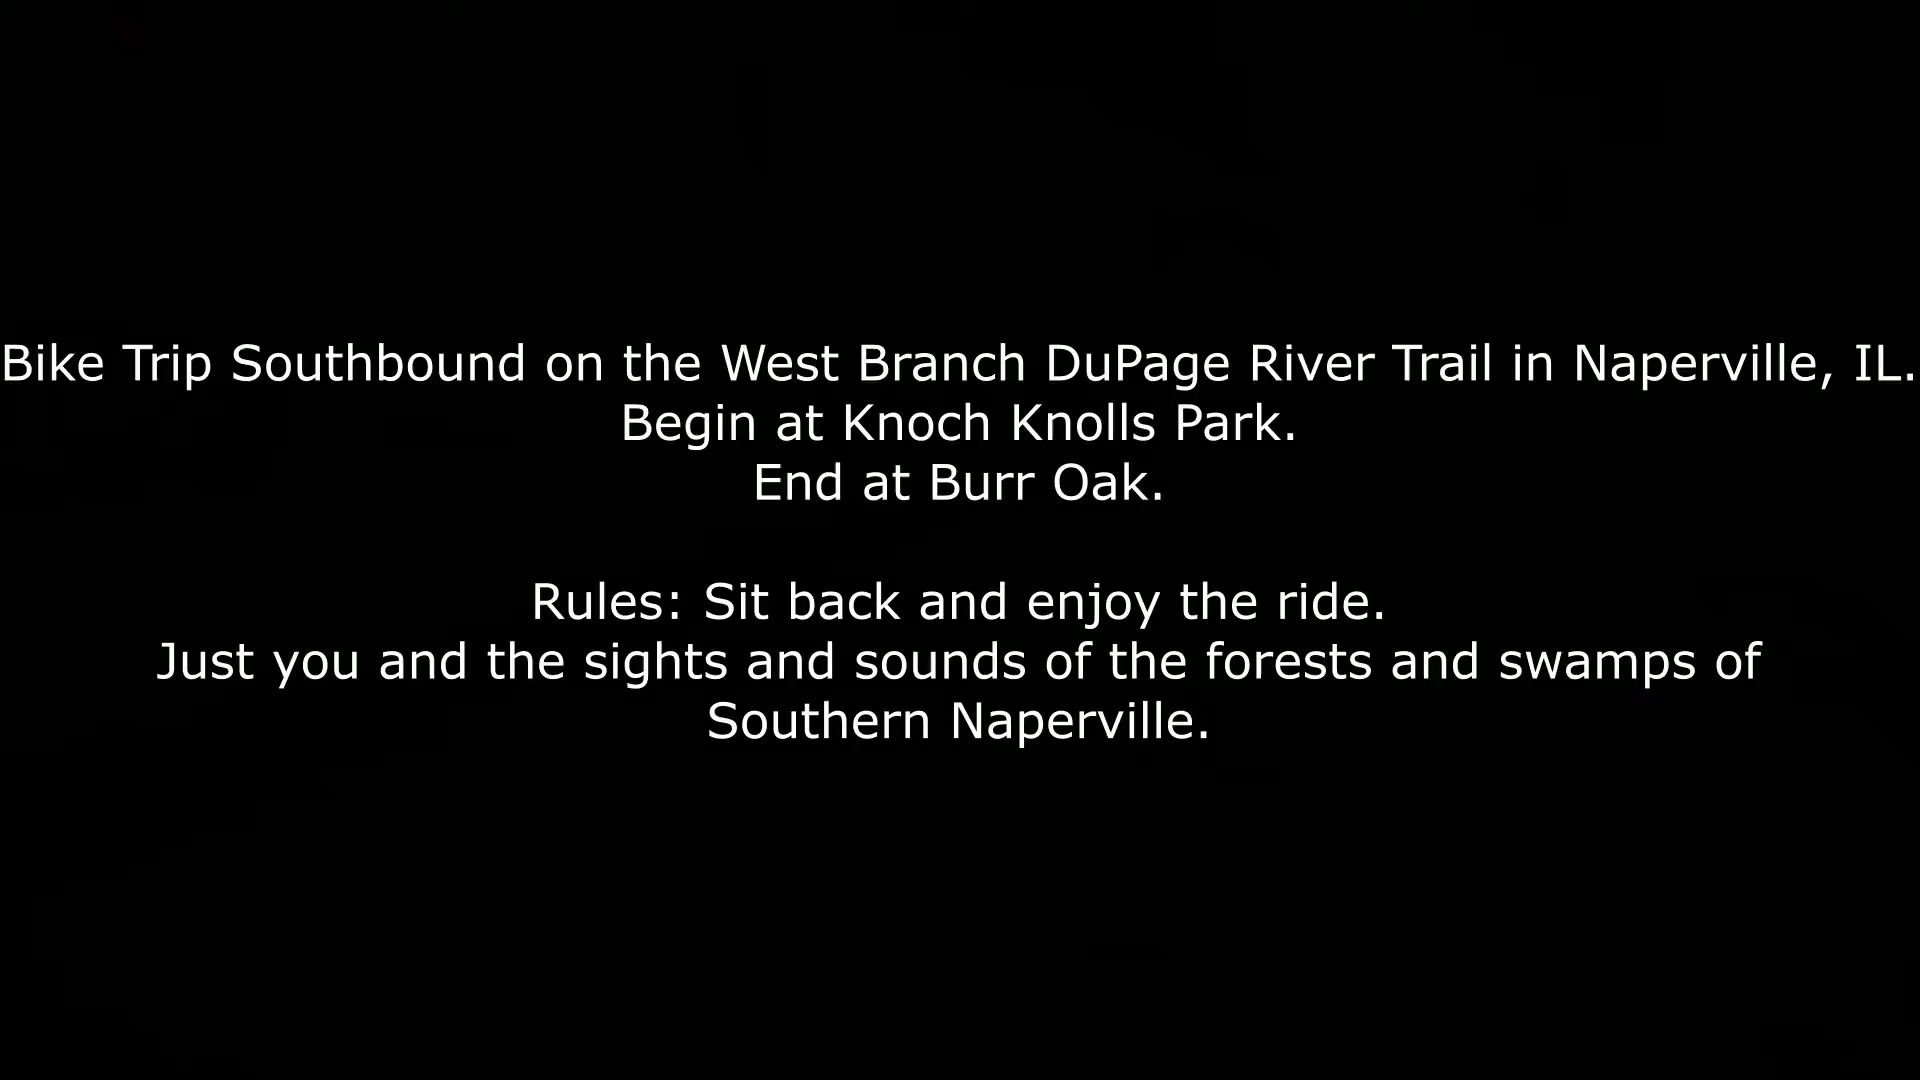 Bike Trip Southbound on the West Branch DuPage River Trail in Naperville, IL.
Begin at Knoch Knolls Park.
End at Burr Oak.
Rules: Sit back and enjoy the ride.
Just you and the sights and sounds of the forests and swamps of
Southern Naperville.